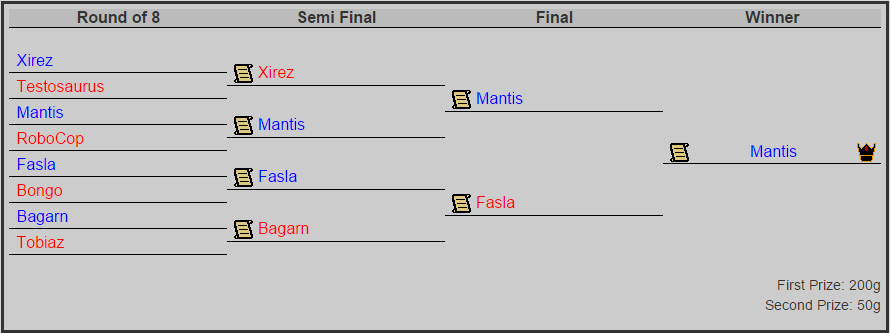 Round of 8 Semi Final Final Winner
Xirez
Testosaurus
Mantis
RoboCop
Fasla
Bongo
Bagarn
Tobiaz
Xirez
Mantis
Fasla
Bagarn
Mantis
Fasla
Mantis
First Prize: 200g
Second Prize: 50g